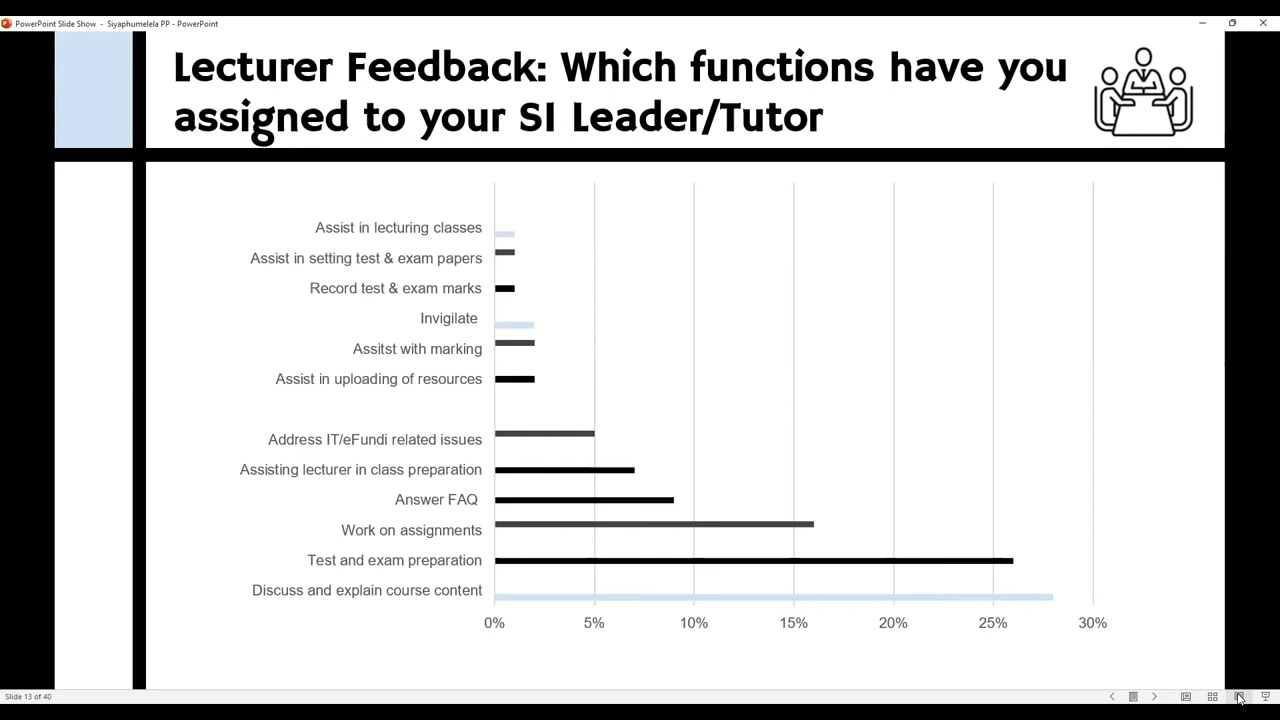 PowerPoint Slide Show - Siyaphumelela PP - PowerPoint
Lecturer Feedback: Which functions have you
assigned to your SI Leader/Tutor
Assist in lecturing classes
Assist in setting test & exam papers
Record test & exam marks
Invigilate
Assitst with marking
Assist in uploading of resources
Address IT/eFundi related issues
Assisting lecturer in class preparation
Answer FAQ
Work on assignments
Test and exam preparation
Discuss and explain course content
0% 5% 10% 15% 20% 25% 30%
Slide 13 of 40